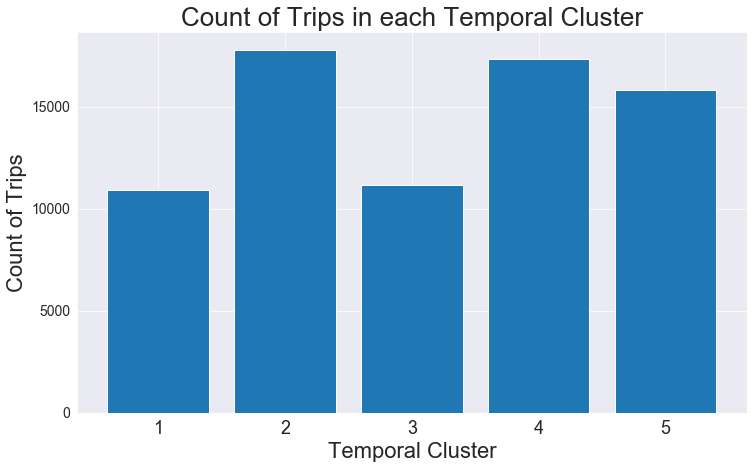 Count of Trips in each Temporal Cluster
Count of Trips
15000
10000
5000
0
1 2 3 4 5
Temporal Cluster